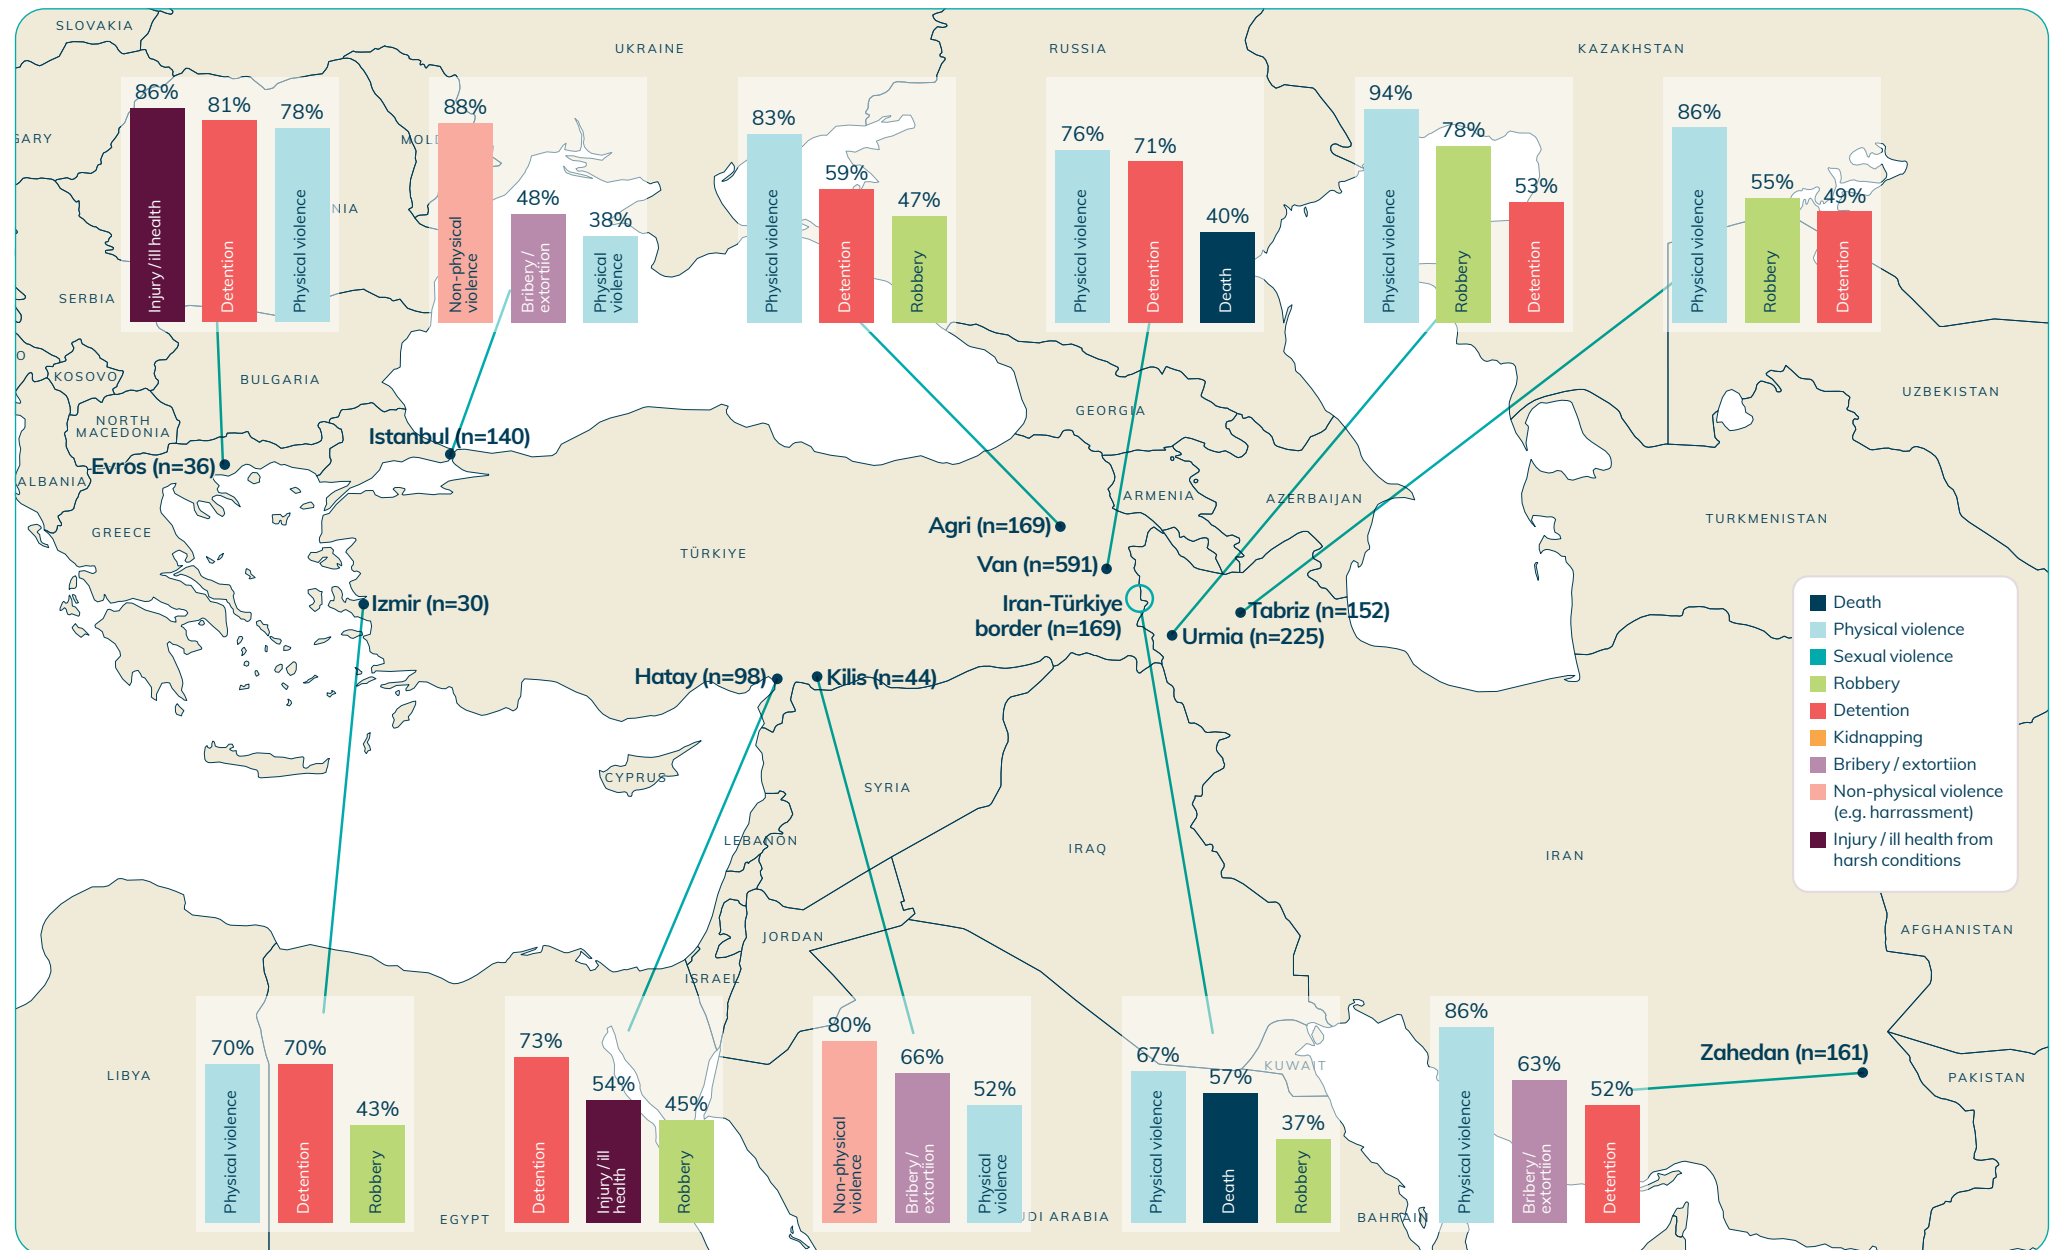 SLOVAKIA
UKRAINE
RUSSIA
KAZAKHSTAN
86%
81%
78%
Injury / ill health
Detention
Physical violence
88%
48%
38%
Non-physical
violence
Bribery /
extortiion
Physical
violence
83%
59%
47%
Physical violence
Detention
Robbery
76%
71%
40%
Physical violence
Detention
Death
94%
78%
53%
Physical violence
Robbery
Detention
86%
55%
49%
Physical violence
Robbery
Detention
GARY
MOL
NIA
SERBIA
O
KOSOVO
BULGARIA
NORTH
MACEDONIA
ALBANIA
GREECE
GEORGIA
ARMENIA
AZERBAIJAN
UZBEKISTAN
TURKMENISTAN
TÜRKIYE
Istanbul (n=140)
Evros (n=36)
Agri (n=169)
Van (n=591)
Iran-Türkiye
border (n=169)
Tabriz (n=152)
Urmia (n=225)
Izmir (n=30)
Hatay (n=98)
Kilis (n=44)
Death
Physical violence
Sexual violence
Robbery
Detention
Kidnapping
Bribery / extortiion
Non-physical violence
(e.g. harrassment)
Injury / ill health from
harsh conditions
CYPRUS
SYRIA
LEBANON
IRAQ
IRAN
JORDAN
ISRAEL
AFGHANISTAN
LIBYA
EGYPT
KUWAIT
UDI ARABIA
BAHRAIN
PAKISTAN
Zahedan (n=161)
70%
70%
43%
Physical violence
Detention
Robbery
73%
54%
45%
Detention
Injury / ill
health
Robbery
80%
66%
52%
Non-physical
violence
Bribery /
extortiion
Physical
violence
67%
57%
37%
Physical violence
Death
Robbery
86%
63%
52%
Physical violence
Bribery /
extortiion
Detention